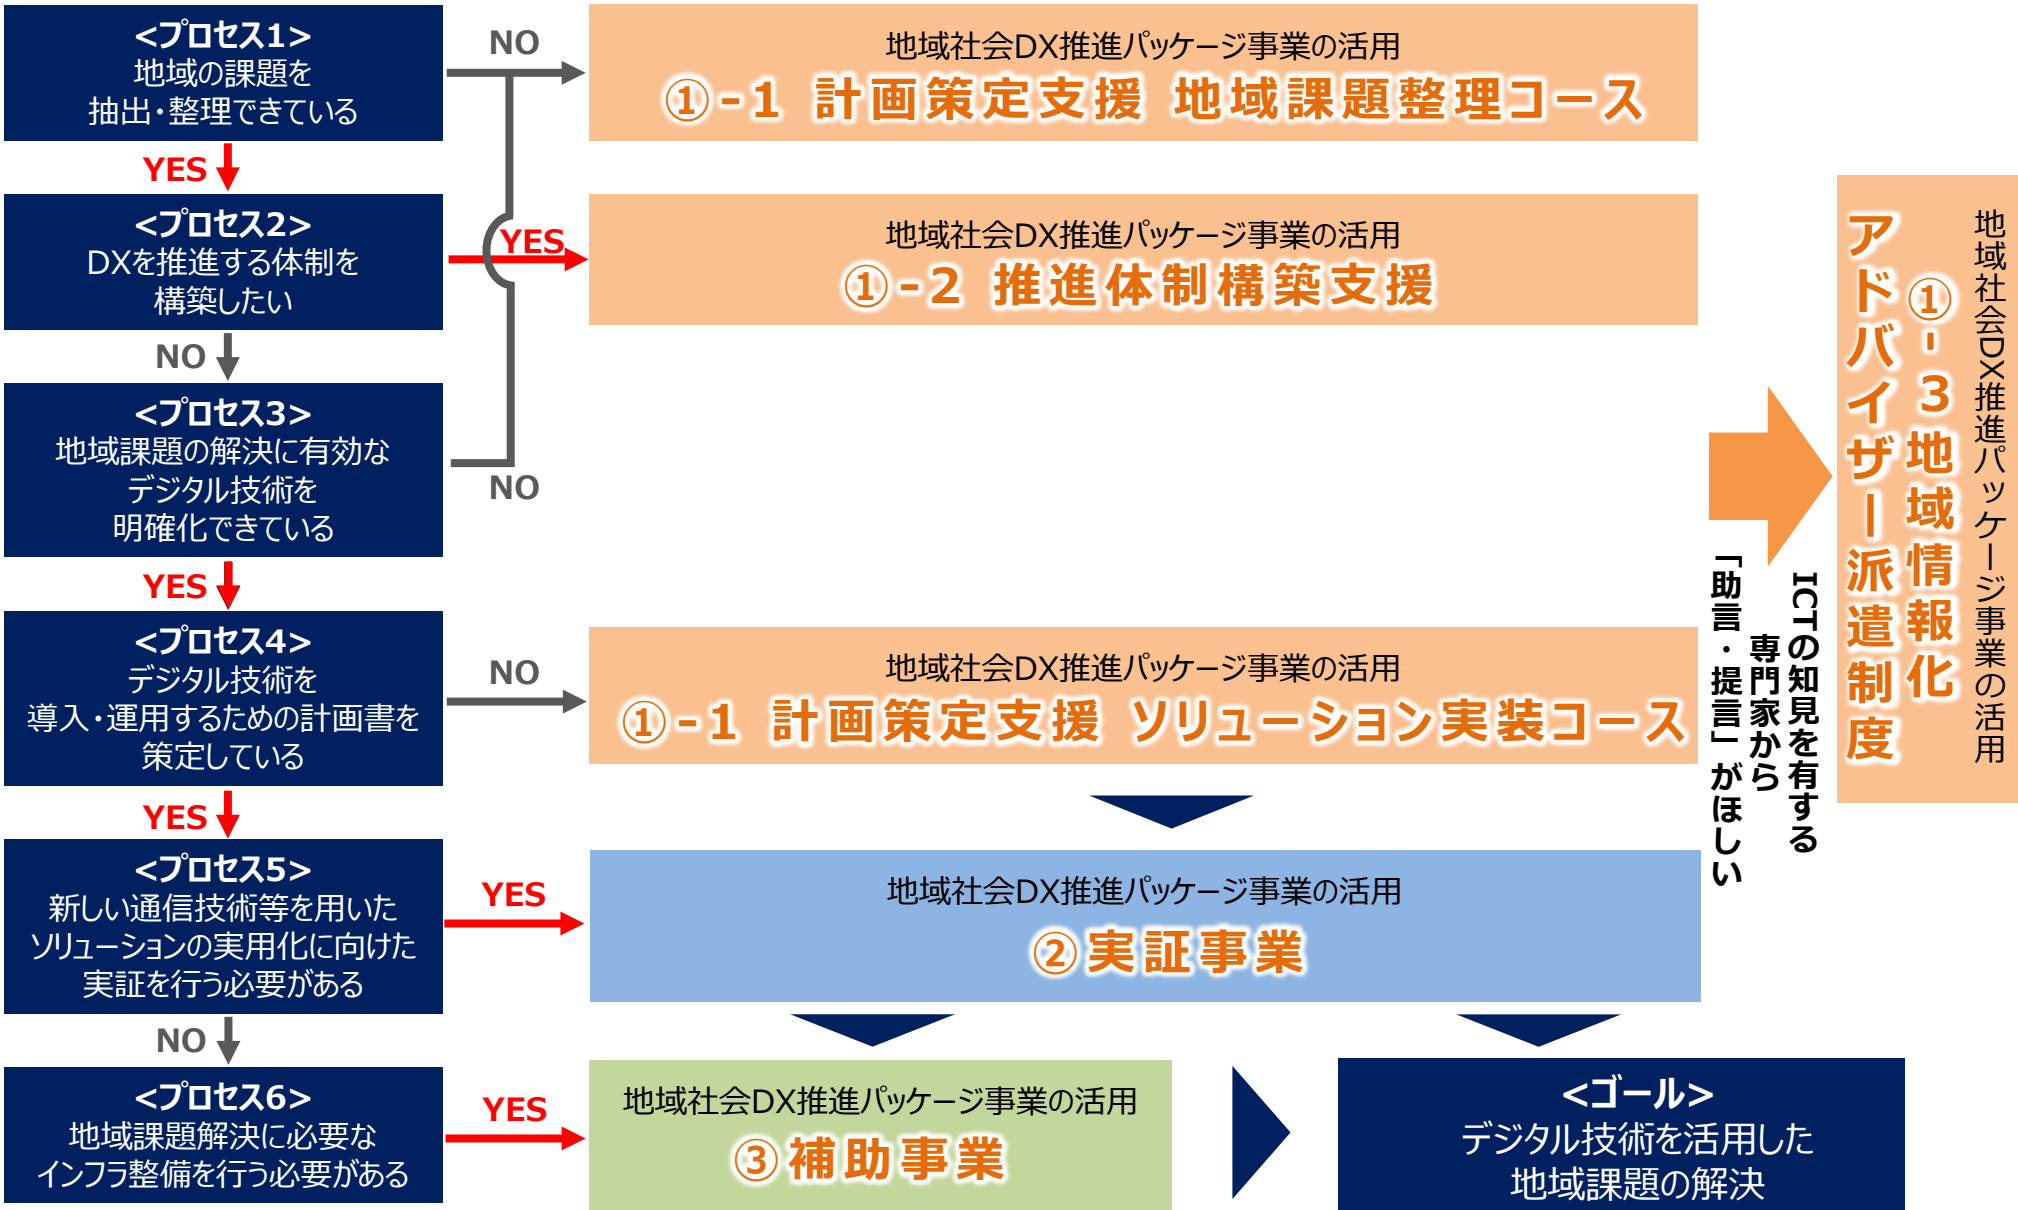 <プロセス1>
地域の課題を
抽出・整理できている
NO
地域社会DX推進パッケージ事業の活用
①-1 計画策定支援 地域課題整理コース
YES
<プロセス2>
DXを推進する体制を
構築したい
YES
地域社会DX推進パッケージ事業の活用
①-2 推進体制構築支援
NO
<プロセス3>
地域課題の解決に有効な
デジタル技術を
明確化できている
NO
YES
<プロセス4>
デジタル技術を
導入・運用するための計画書を
策定している
NO
地域社会DX推進パッケージ事業の活用
①-1 計画策定支援 ソリューション実装コース
YES
<プロセス5>
新しい通信技術等を用いた
ソリューションの実用化に向けた
実証を行う必要がある
YES
地域社会DX推進パッケージ事業の活用
②実証事業
NO
<プロセス6>
地域課題解決に必要な
インフラ整備を行う必要がある
YES
地域社会DX推進パッケージ事業の活用
③補助事業
<ゴール>
デジタル技術を活用した
地域課題の解決
ICTの知見を有する
専門家から
「助言・提言」がほしい
地域社会DX推進パッケージ事業の活用
①-3地域情報化
アドバイザー派遣制度